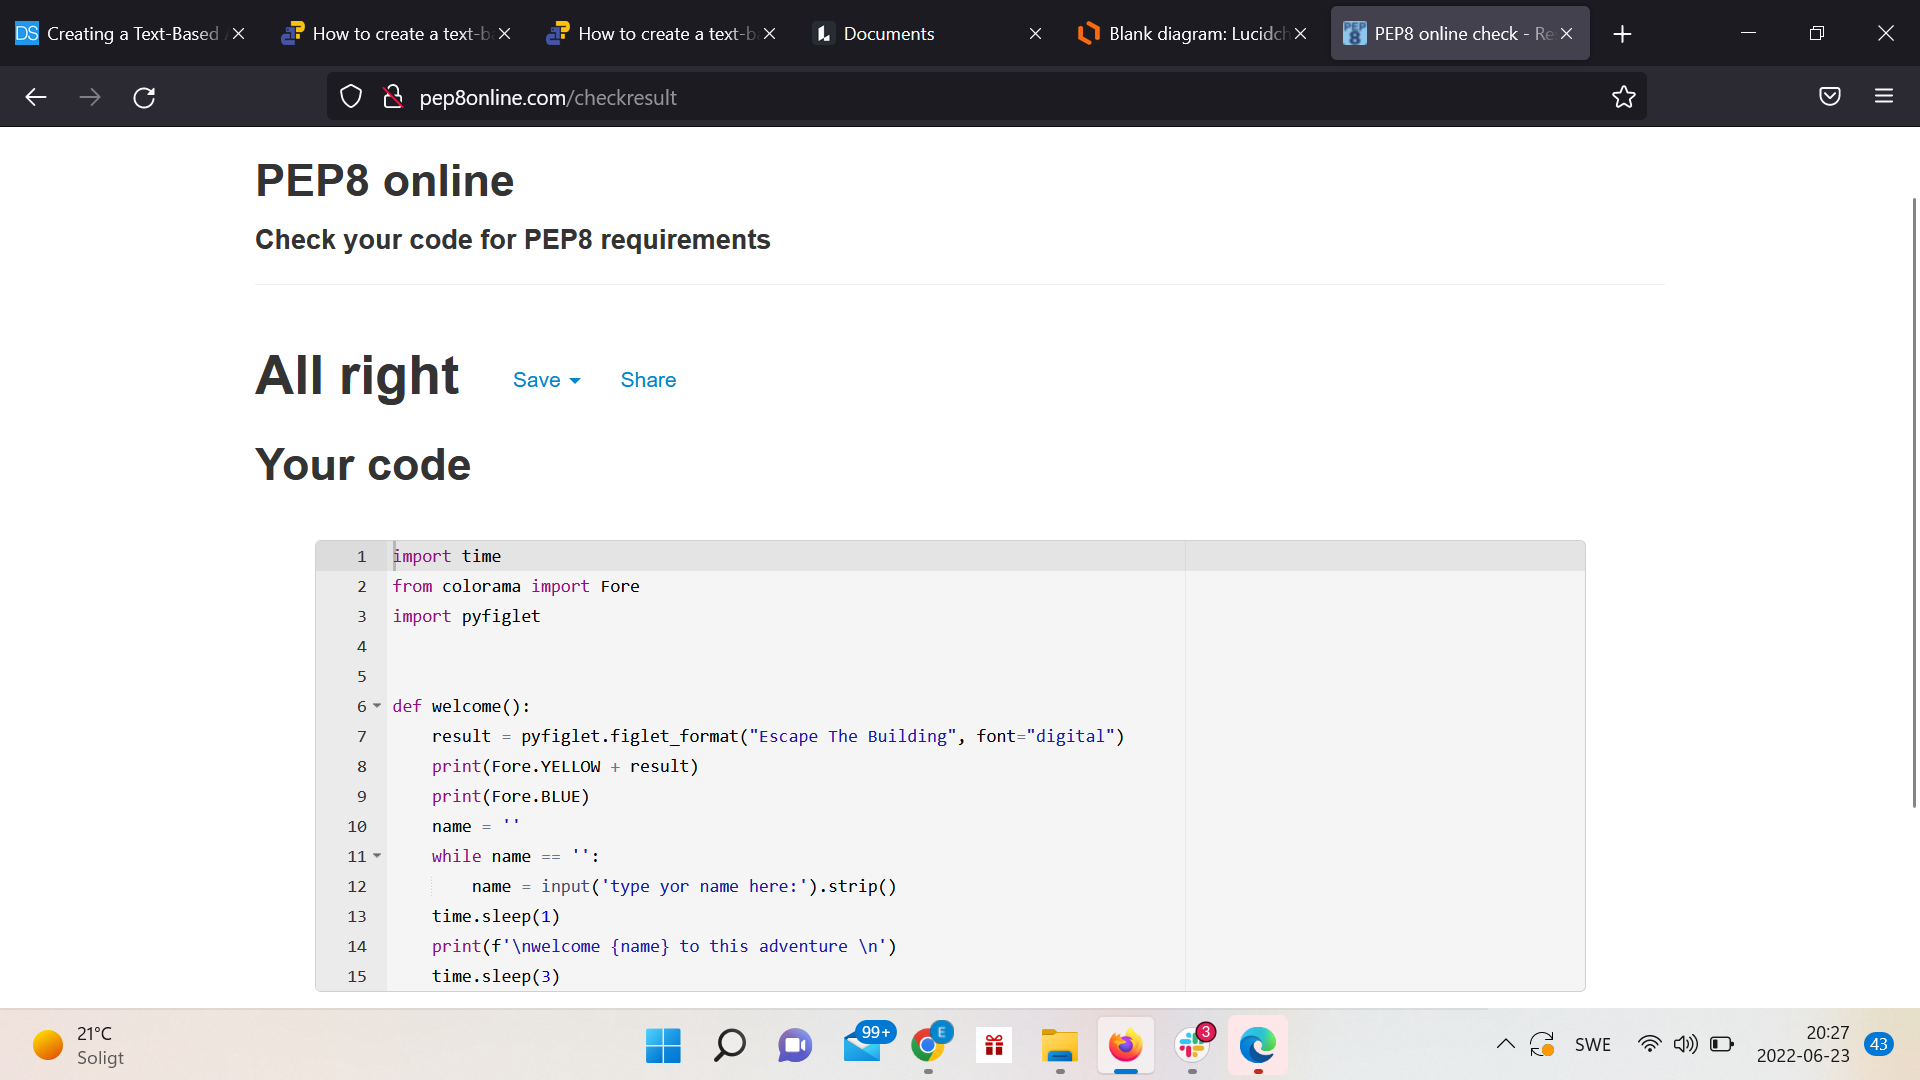 DS Creating a Text-Based A
How to create a text-b
How to create a text-b
Documents
Blank diagram: Lucidch
PEP8 online check - Re
pep8online.com/checkresult
PEP8 online
Check your code for PEP8 requirements
All right
Save
Share
Your code
1 import time
2 from colorama import Fore
3 import pyfiglet
4
5
6 def welcome():
7 result = pyfiglet.figlet_format("Escape The Building", font="digital")
8 print(Fore.YELLOW + result)
9 print(Fore.BLUE)
10 name = ''
11 while name == '':
12 name = input('type yor name here:').strip()
13 time.sleep(1)
14 print(f'\nwelcome {name} to this adventure \n')
15 time.sleep(3)
21°C
Soligt
99+
E
3
SWE
20:27
2022-06-23
43